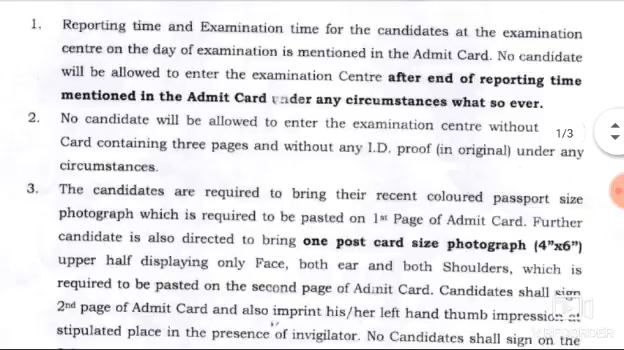 1. Reporting time and Examination time for the candidates at the examination
centre on the day of examination is mentioned in the Admit Card. No candidate
will be allowed to enter the examination Centre after end of reporting time
mentioned in the Admit Card under any circumstances what so ever.
2. No candidate will be allowed to enter the examination centre without
1/3
Card containing three pages and without any I.D. proof (in original) under any
circumstances.
3. The candidates are required to bring their recent coloured passport size
photograph which is required to be pasted on 1st Page of Admit Card. Further
candidate is also directed to bring one post card size photograph (4"x6")
upper half displaying only Face, both ear and both Shoulders, which is
required to be pasted on the second page of Admit Card. Candidates shall sign
2nd page of Admit Card and also imprint his/her left hand thumb impression at
stipulated place in the presence of invigilator. No Candidates shall sign on the